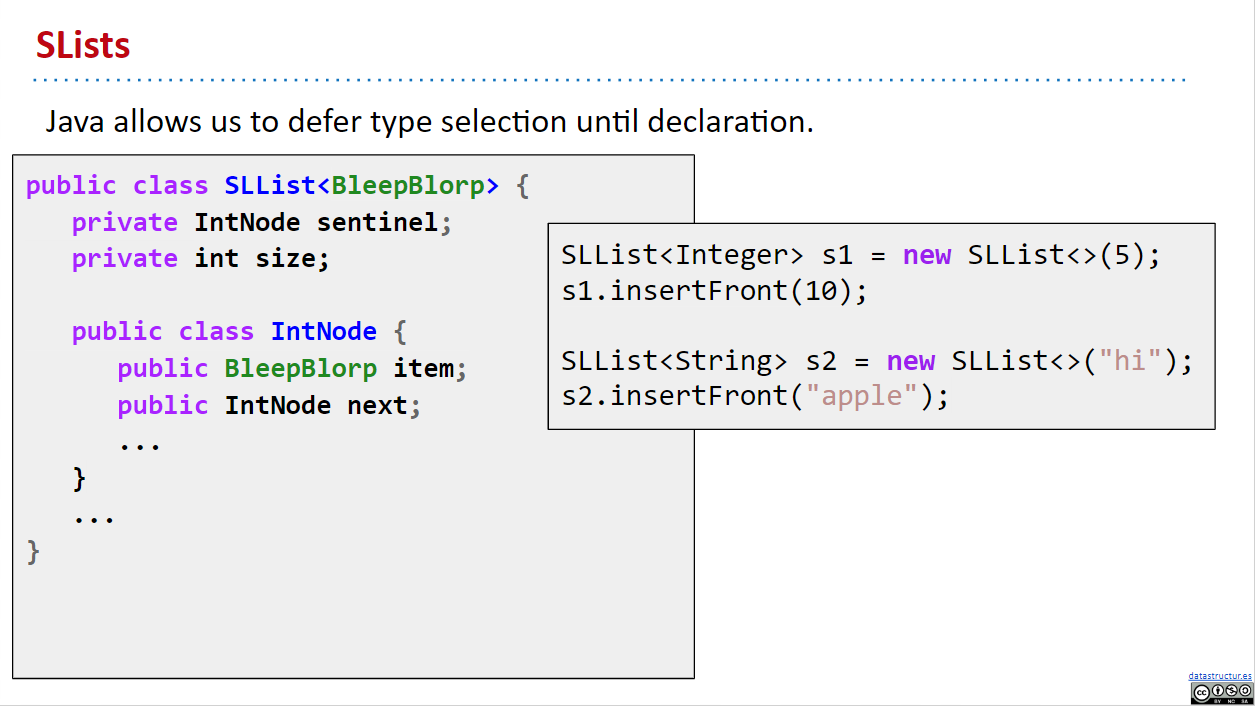 SLists
Java allows us to defer type selection until declaration.
public class SLList<BleepBlorp> {
   private IntNode sentinel;
   private int size;
   public class IntNode {
      public BleepBlorp item;
      public IntNode next;
      ...
   }
   ...
}
SLList<Integer> s1 = new SLList<>(5);
s1.insertFront(10);
SLList<String> s2 = new SLList<>("hi");
s2.insertFront("apple");
datastructur.es
cc
BY NC SA